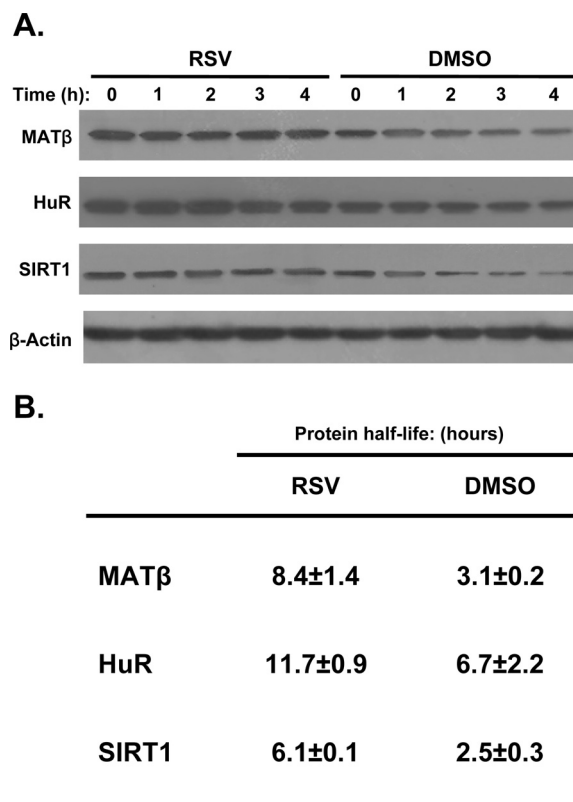 A.
RSV DMSO
Time (h): 0 1 2 3 4 0 1 2 3 4
MATβ
HuR
SIRT1
β-Actin
B.
Protein half-life: (hours)
RSV DMSO
MATβ 8.4±1.4 3.1±0.2
HuR 11.7±0.9 6.7±2.2
SIRT1 6.1±0.1 2.5±0.3